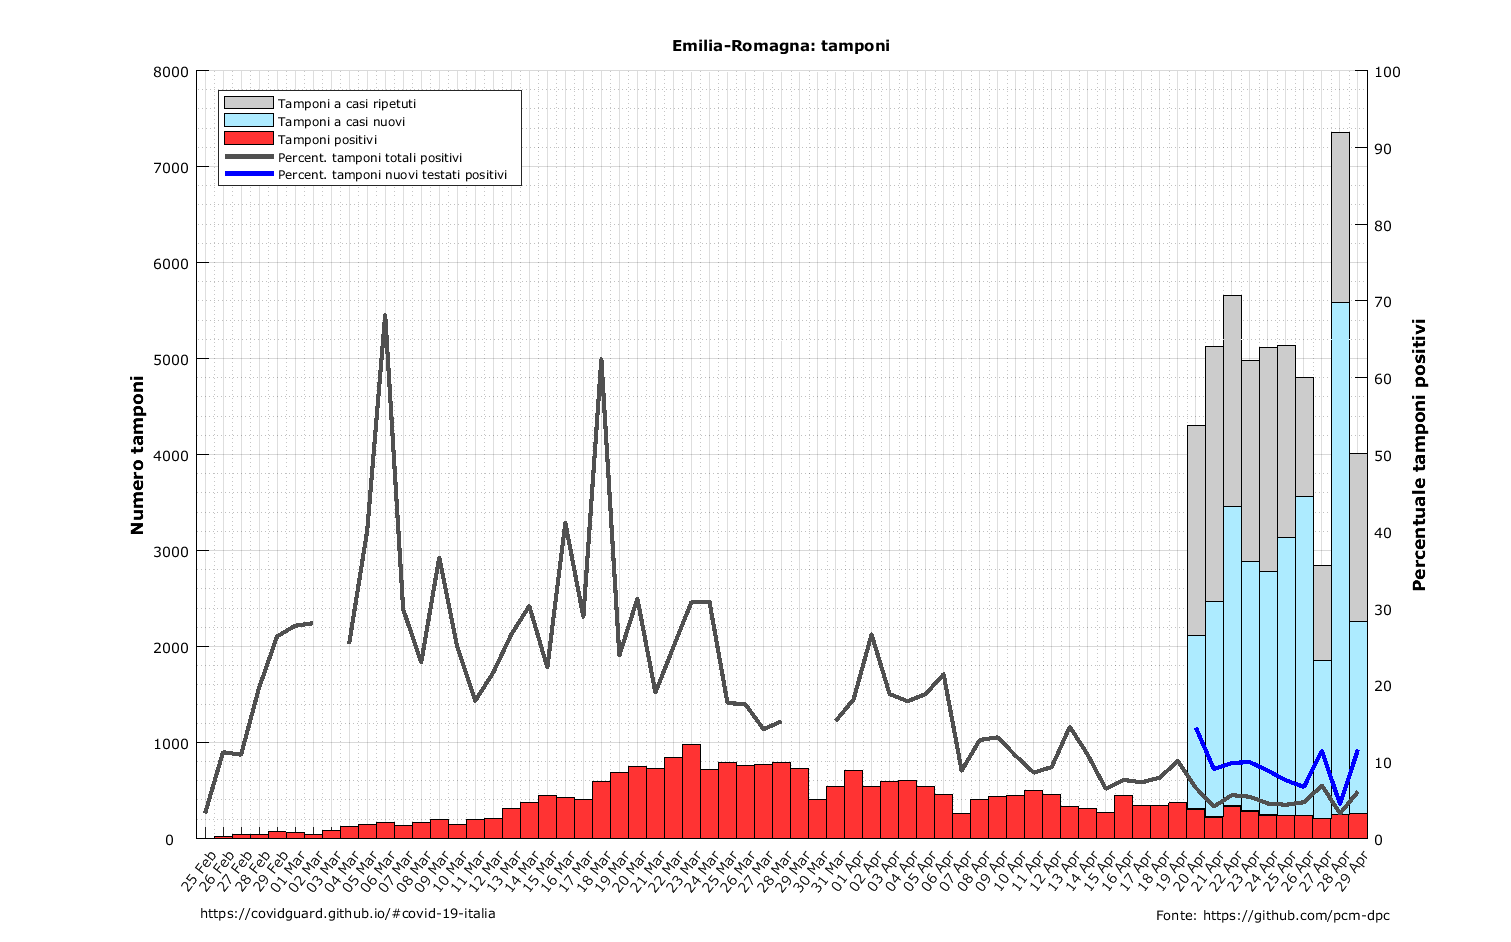 Emilia-Romagna: tamponi
8000
7000
6000
5000
4000
3000
2000
1000
0
Numero tamponi
Tamponi a casi ripetuti
Tamponi a casi nuovi
Tamponi positivi
Percent. tamponi totali positivi
Percent. tamponi nuovi testati positivi
100
90
80
70
60
50
40
30
20
10
0
Percentuale tamponi positivi
25 Feb
26 Feb
27 Feb
28 Feb
29 Feb
01 Mar
02 Mar
03 Mar
04 Mar
05 Mar
06 Mar
07 Mar
08 Mar
09 Mar
10 Mar
11 Mar
12 Mar
13 Mar
14 Mar
15 Mar
16 Mar
17 Mar
18 Mar
19 Mar
20 Mar
21 Mar
22 Mar
23 Mar
24 Mar
25 Mar
26 Mar
27 Mar
28 Mar
29 Mar
30 Mar
31 Mar
01 Apr
02 Apr
03 Apr
04 Apr
05 Apr
06 Apr
07 Apr
08 Apr
09 Apr
10 Apr
11 Apr
12 Apr
13 Apr
14 Apr
15 Apr
16 Apr
17 Apr
18 Apr
19 Apr
20 Apr
21 Apr
22 Apr
23 Apr
24 Apr
25 Apr
26 Apr
27 Apr
28 Apr
29 Apr
https://covidguard.github.io/#covid-19-italia
Fonte: https://github.com/pcm-dpc